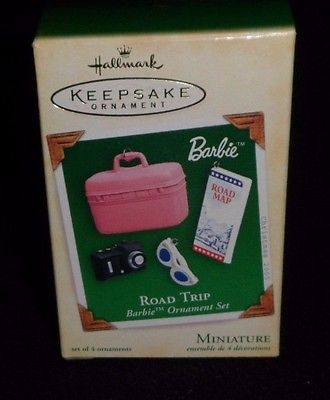 Hallmark
KEEPSAKE
ORNAMENT
Barbie™
ROAD
MAP
ROAD TRIP
Barbie™ Ornament Set
MINIATURE
set of 4 ornaments
ensemble de 4 décorations